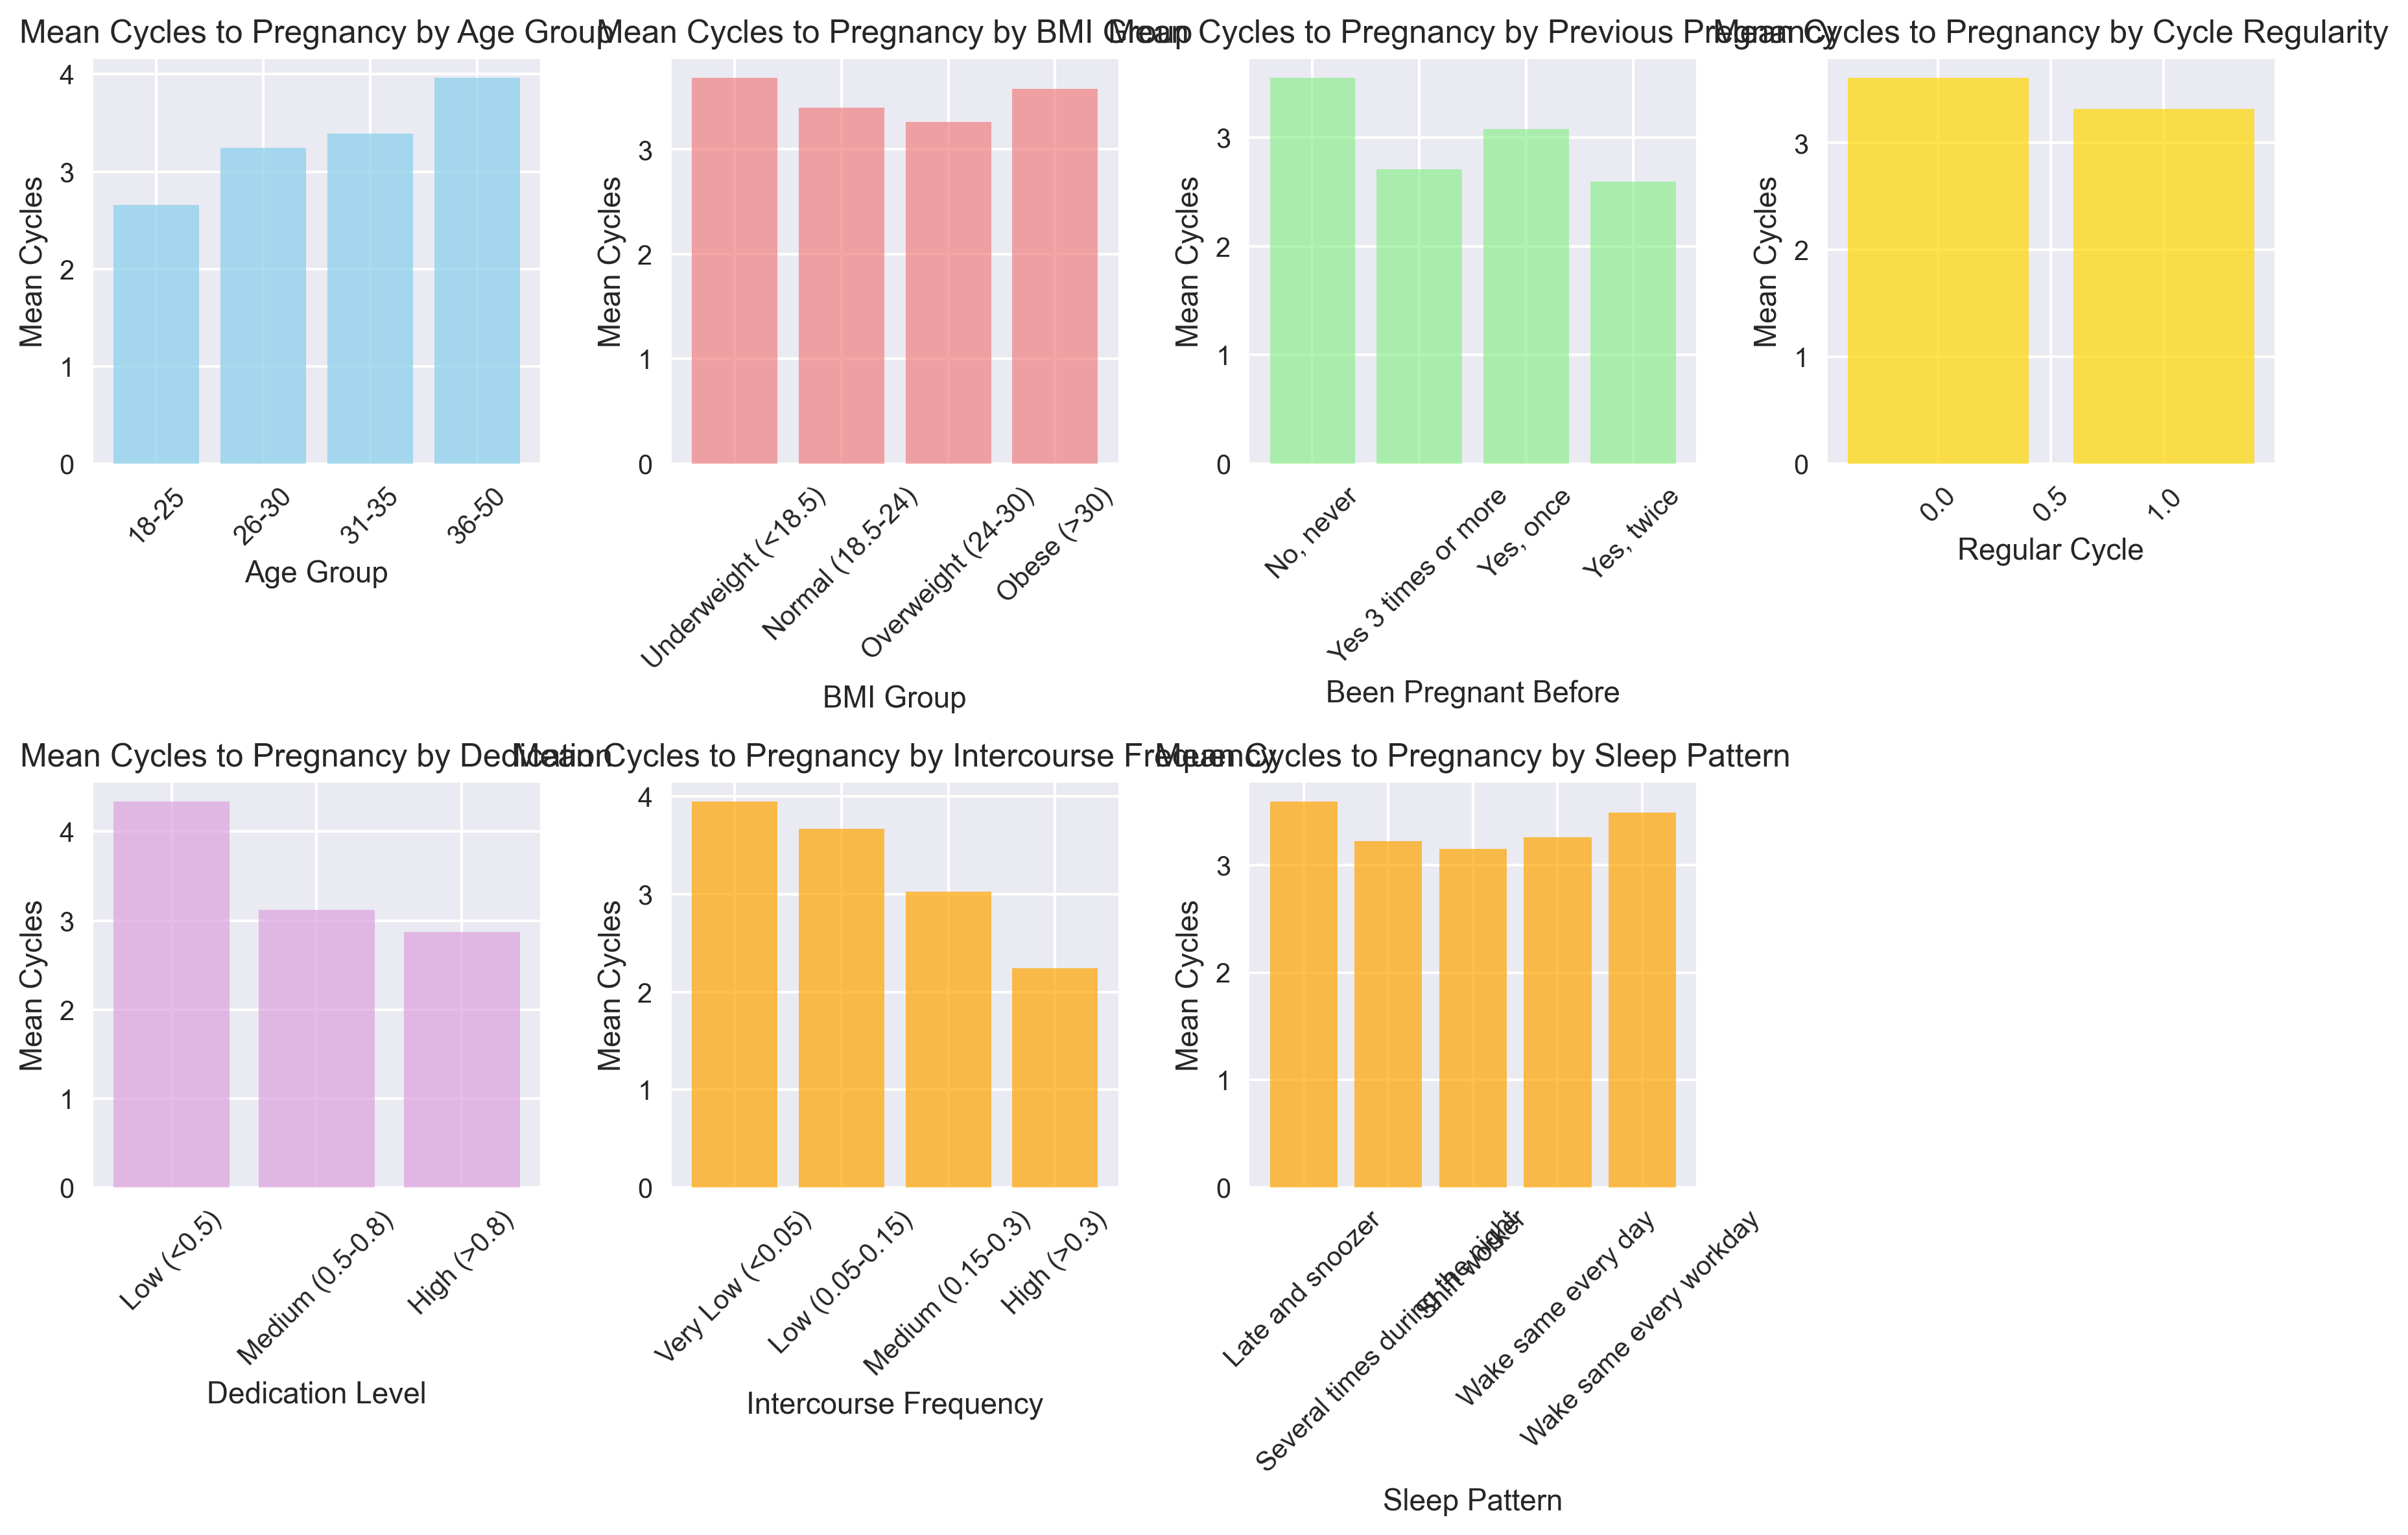 Mean Cycles to Pregnancy by Age Group
4
3
2
1
0
Mean Cycles
18-25
26-30
31-35
36-50
Age Group
Mean Cycles to Pregnancy by BMI Group
3
2
1
0
Mean Cycles
Underweight (<18.5)
Normal (18.5-24)
Overweight (24-30)
Obese (>30)
BMI Group
Mean Cycles to Pregnancy by Previous Pregnancy
3
2
1
0
Mean Cycles
No, never
Yes 3 times or more
Yes, once
Yes, twice
Been Pregnant Before
Mean Cycles to Pregnancy by Cycle Regularity
3
2
1
0
Mean Cycles
0.0
0.5
1.0
Regular Cycle
Mean Cycles to Pregnancy by Dedication
4
3
2
1
0
Mean Cycles
Low (<0.5)
Medium (0.5-0.8)
High (>0.8)
Dedication Level
Mean Cycles to Pregnancy by Intercourse Frequency
4
3
2
1
0
Mean Cycles
Very Low (<0.05)
Low (0.05-0.15)
Medium (0.15-0.3)
High (>0.3)
Intercourse Frequency
Mean Cycles to Pregnancy by Sleep Pattern
3
2
1
0
Mean Cycles
Late and snoozer
Several times during the night
Shift worker
Wake same every day
Wake same every workday
Sleep Pattern